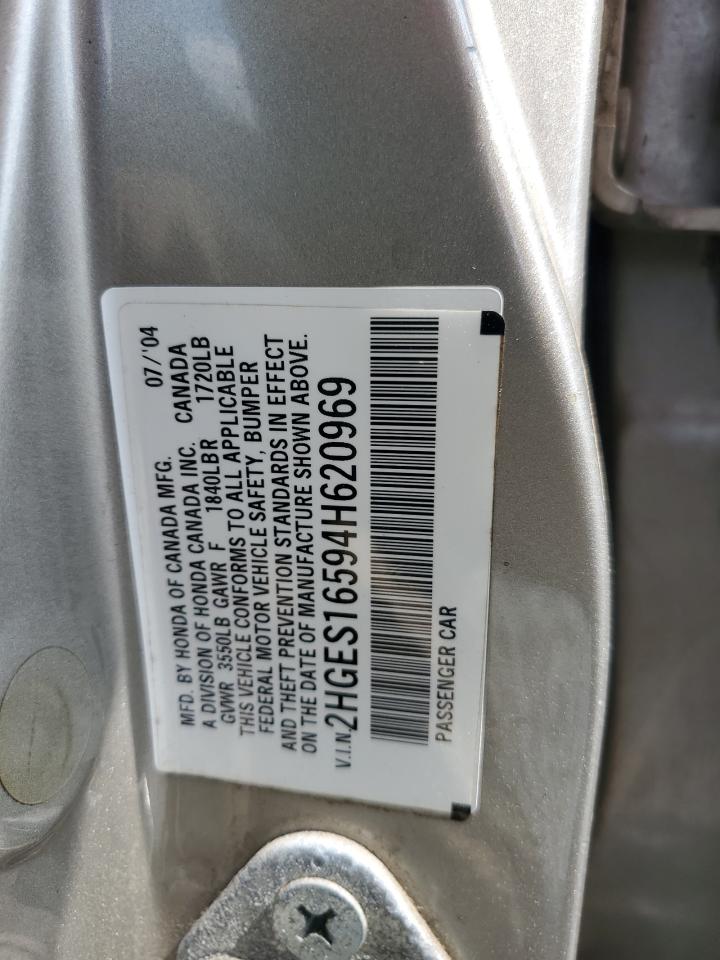 MFD. BY HONDA OF CANADA MFG. 07/'04
A DIVISION OF HONDA CANADA INC. CANADA
GVWR 3550LB GAWR F 1840LBR 1720LB
THIS VEHICLE CONFORMS TO ALL APPLICABLE
FEDERAL MOTOR VEHICLE SAFETY, BUMPER
AND THEFT PREVENTION STANDARDS IN EFFECT
ON THE DATE OF MANUFACTURE SHOWN ABOVE.
V.I.N. 2HGES16594H620969
PASSENGER CAR